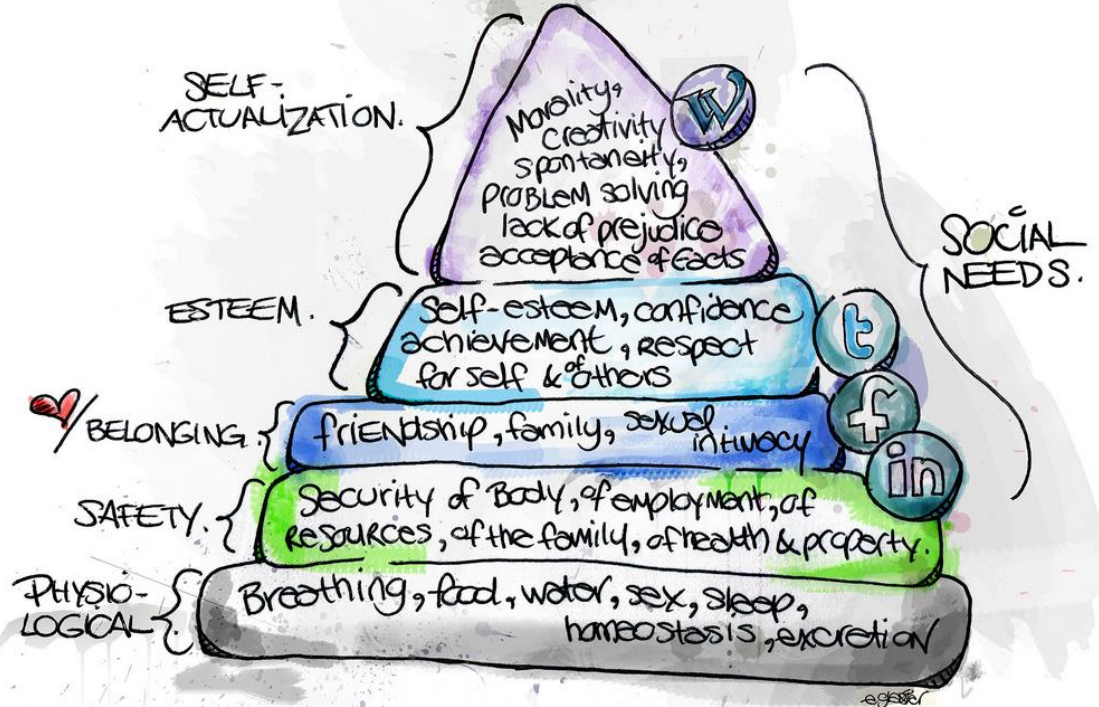 SELF-
ACTUALIZATION.
Morality,
creativity
spontaneity,
PROBLEM solving
lack of prejudice
acceptance of facts
W
SOCIAL
NEEDS.
ESTEEM.
Self-esteem, confidence
achievement, RESPECT
for self & of others
t
BELONGING
friendship, family, sexual
intimacy
f
in
SAFETY.
Security of Body, of employment, of
RESOURCES, of the family, of health & property.
PHYSIO-
LOGICAL
Breathing, food, water, sex, sleep,
homeostasis, excretion